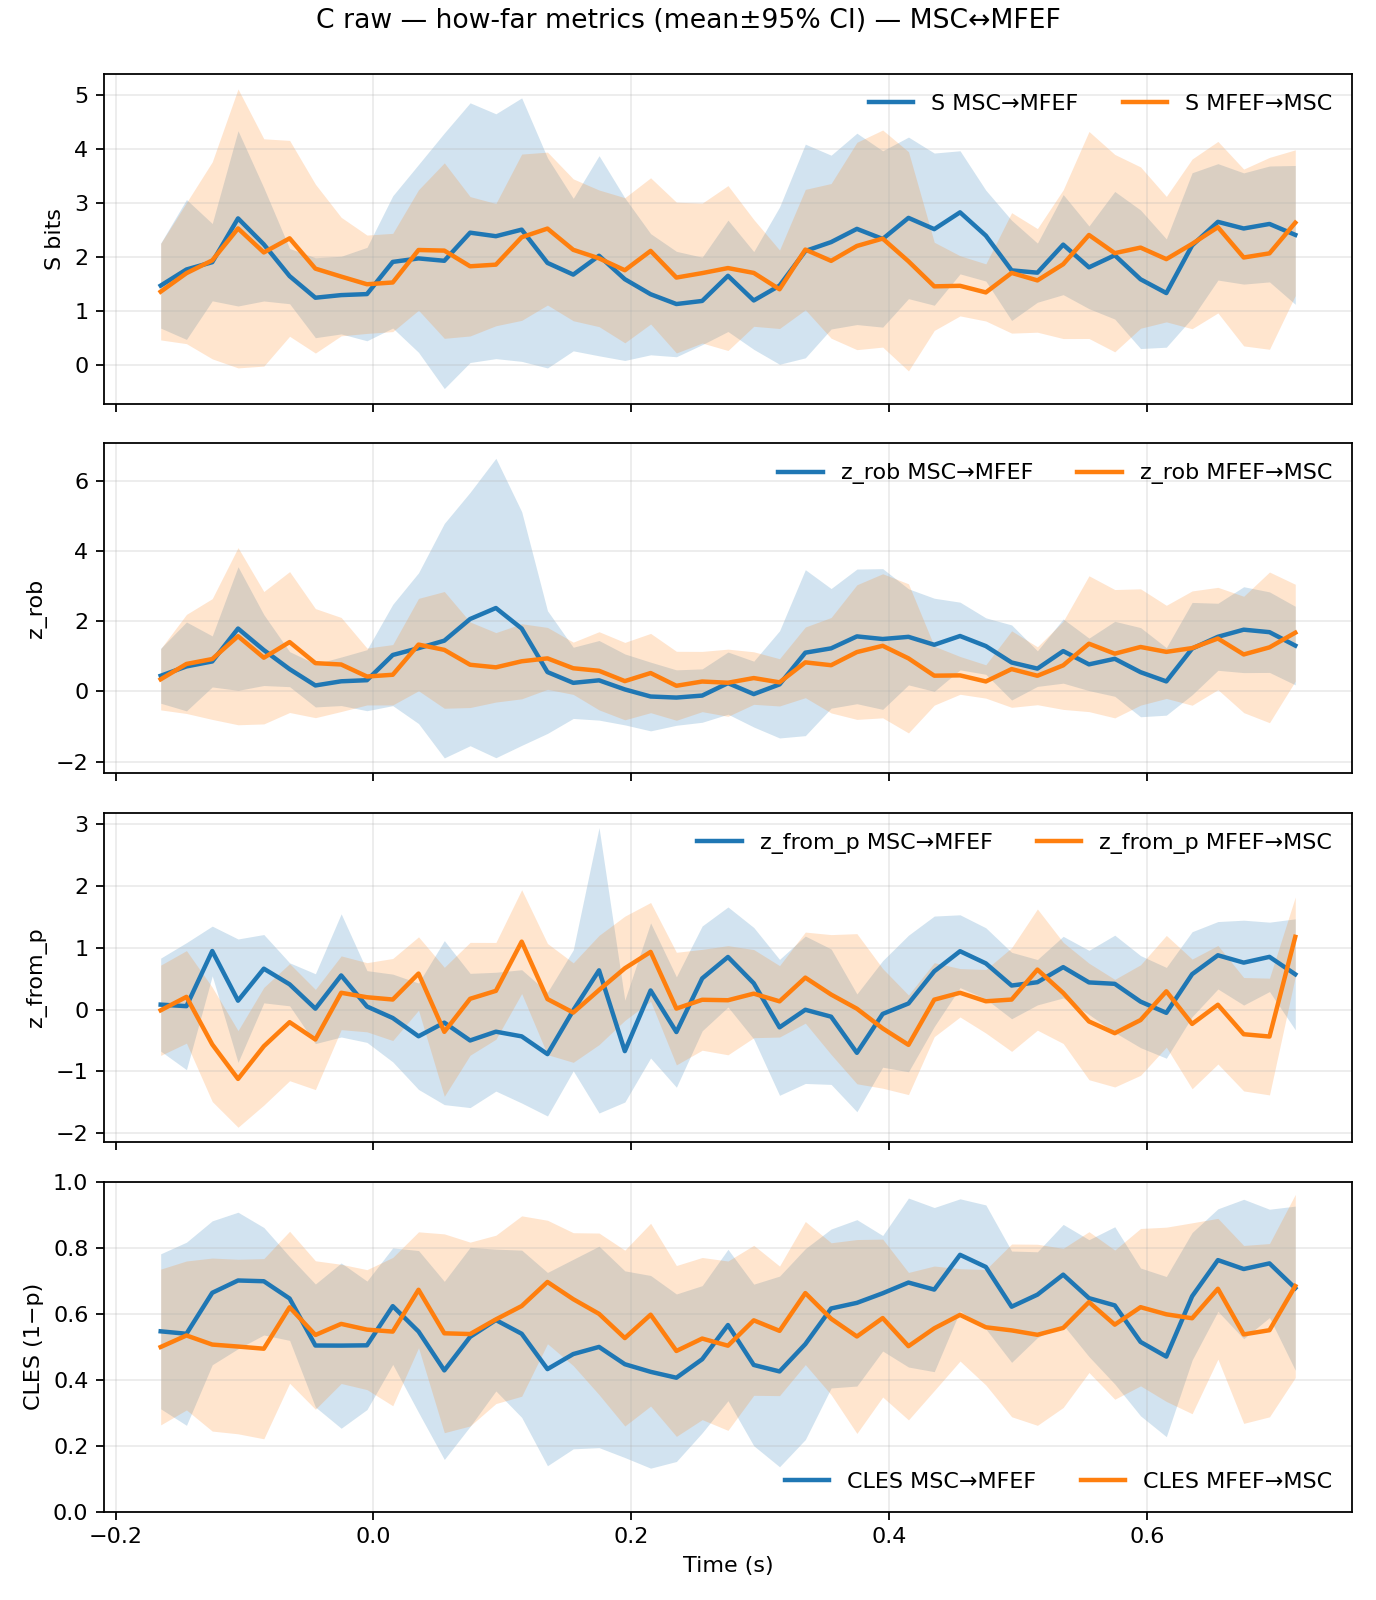 C raw — how-far metrics (mean±95% CI) — MSC↔MFEF
S MSC→MFEF S MFEF→MSC
S bits
5
4
3
2
1
0
z_rob MSC→MFEF z_rob MFEF→MSC
z_rob
6
4
2
0
−2
z_from_p MSC→MFEF z_from_p MFEF→MSC
z_from_p
3
2
1
0
−1
−2
CLES (1−p)
1.0
0.8
0.6
0.4
0.2
0.0
CLES MSC→MFEF CLES MFEF→MSC
−0.2 0.0 0.2 0.4 0.6
Time (s)